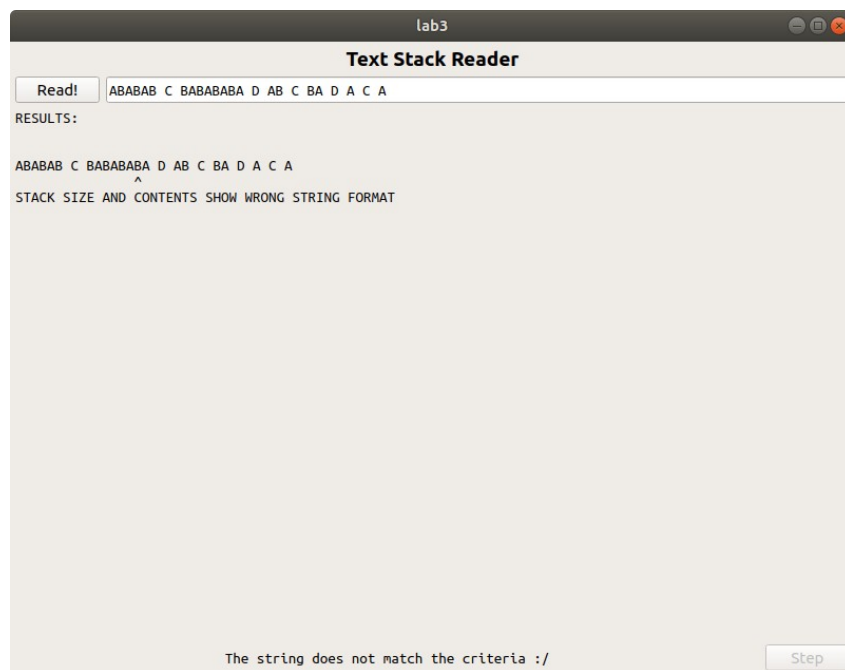 lab3
Text Stack Reader
Read! ABABAB C BABABABA D AB C BA D A C A
RESULTS:
ABABAB C BABABABA D AB C BA D A C A
^
STACK SIZE AND CONTENTS SHOW WRONG STRING FORMAT
The string does not match the criteria :/
Step